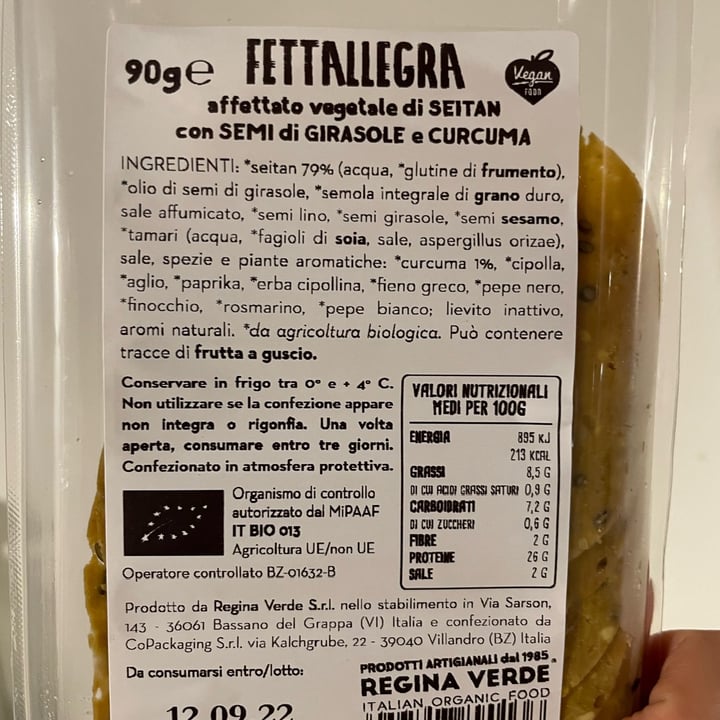 90g℮ FETTALLEGRA
Vegan
FOOD
affettato vegetale di SEITAN
con SEMI di GIRASOLE e CURCUMA
INGREDIENTI: *seitan 79% (acqua, *glutine di frumento),
*olio di semi di girasole, *semola integrale di grano duro,
sale affumicato, *semi lino, *semi girasole, *semi sesamo,
*tamari (acqua, *fagioli di soia, sale, aspergillus orizae),
sale, spezie e piante aromatiche: *curcuma 1%, *cipolla,
*aglio, *paprika, *erba cipollina, *fieno greco, *pepe nero,
*finocchio, *rosmarino, *pepe bianco; lievito inattivo,
aromi naturali. *da agricoltura biologica. Può contenere
tracce di frutta a guscio.
Conservare in frigo tra 0° e + 4° C.
Non utilizzare se la confezione appare
non integra o rigonfia. Una volta
aperta, consumare entro tre giorni.
Confezionato in atmosfera protettiva.
VALORI NUTRIZIONALI
MEDI PER 100G
ENERGIA 895 KJ
213 KCAL
GRASSI 8,5 G
DI CUI ACIDI GRASSI SATURI 0,9 G
CARBOIDRATI 7,2 G
DI CUI ZUCCHERI 0,6 G
FIBRE 2 G
PROTEINE 26 G
SALE 2 G
Organismo di controllo
autorizzato dal MiPAAF
IT BIO 013
Agricoltura UE/non UE
Operatore controllato BZ-01632-B
Prodotto da Regina Verde S.r.l. nello stabilimento in Via Sarson,
143 - 36061 Bassano del Grappa (VI) Italia e confezionato da
CoPackaging S.r.l. via Kalchgrube, 22 - 39040 Villandro (BZ) Italia
Da consumarsi entro/lotto:
12.09.22
PRODOTTI ARTIGIANALI dal 1985
REGINA VERDE
ITALIAN ORGANIC FOOD